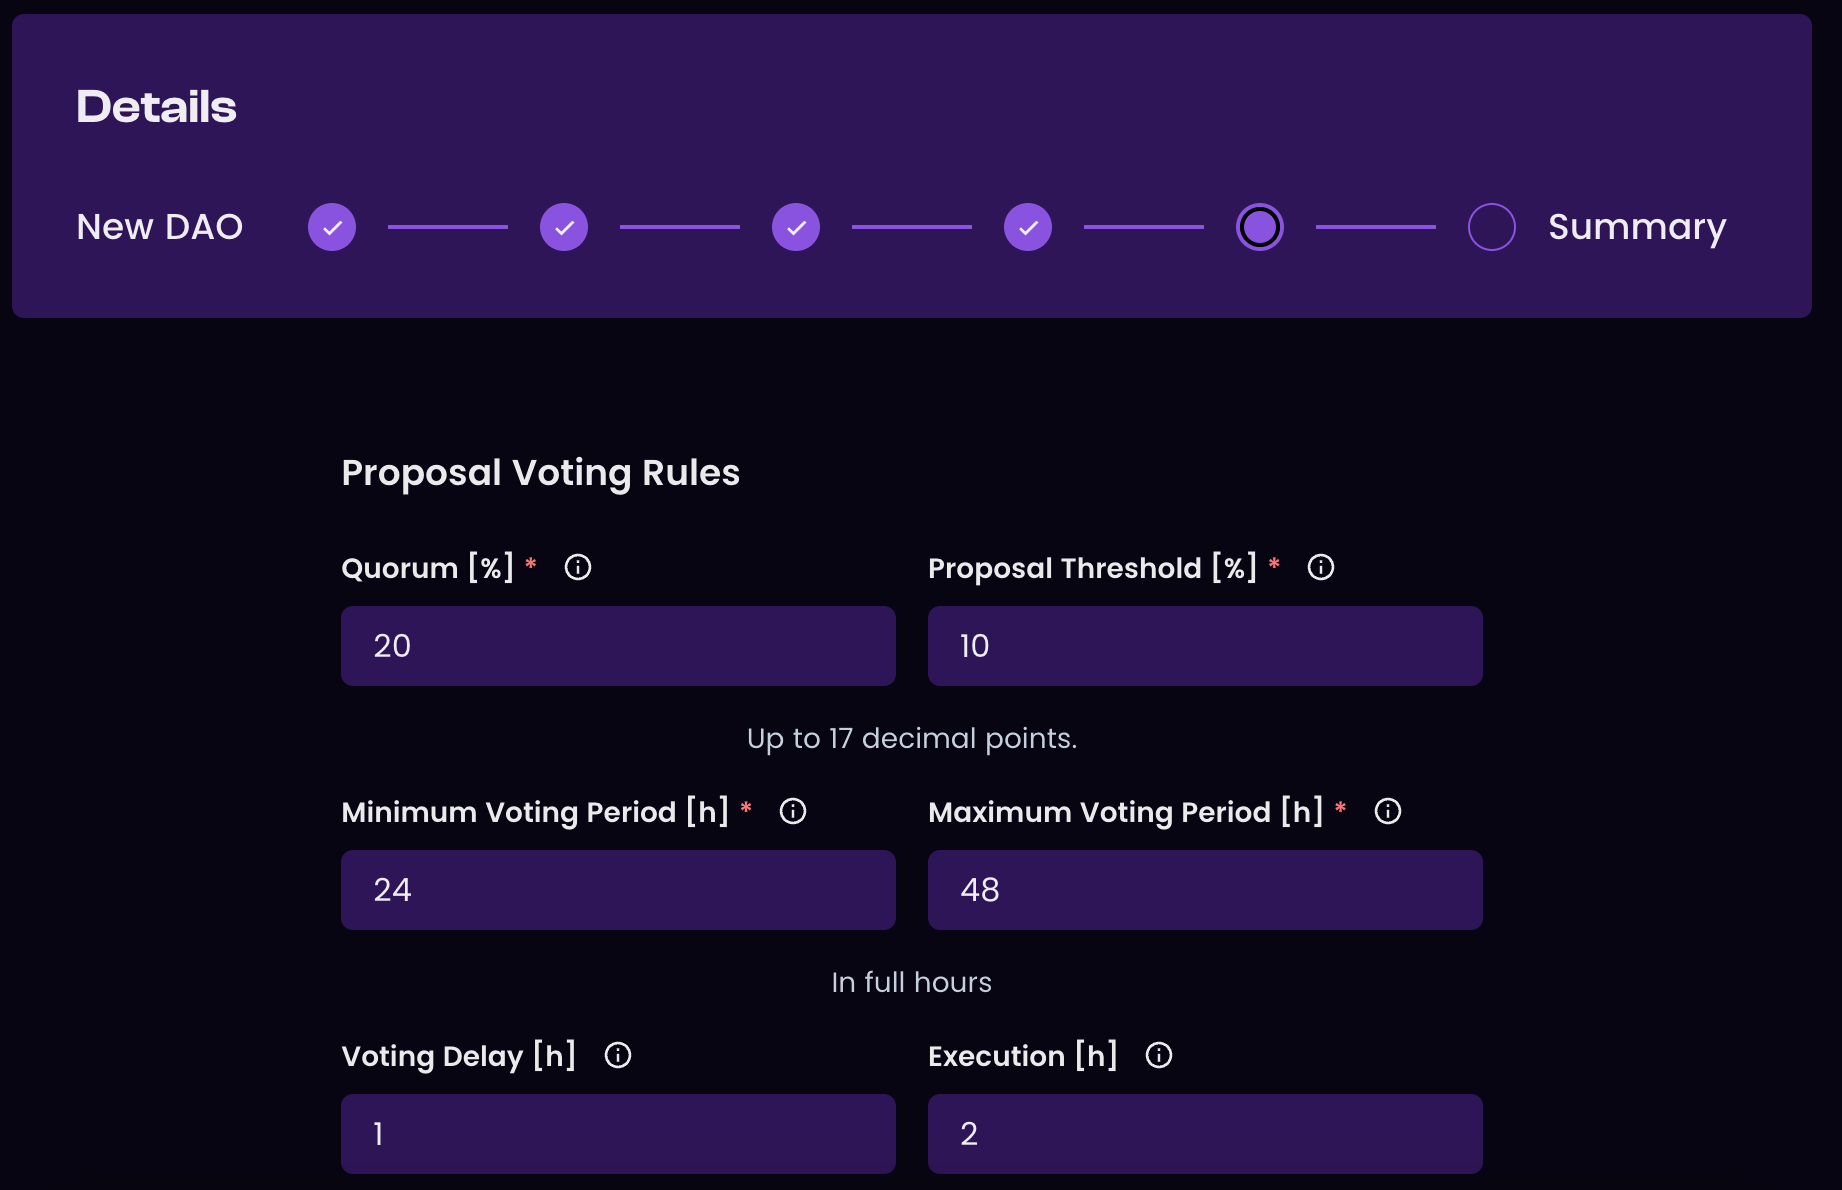 Details
New DAO
Summary
Proposal Voting Rules
Quorum [%] *
Proposal Threshold [%] *
20
10
Up to 17 decimal points.
Minimum Voting Period [h] *
Maximum Voting Period [h] *
24
48
In full hours
Voting Delay [h]
Execution [h]
1
2